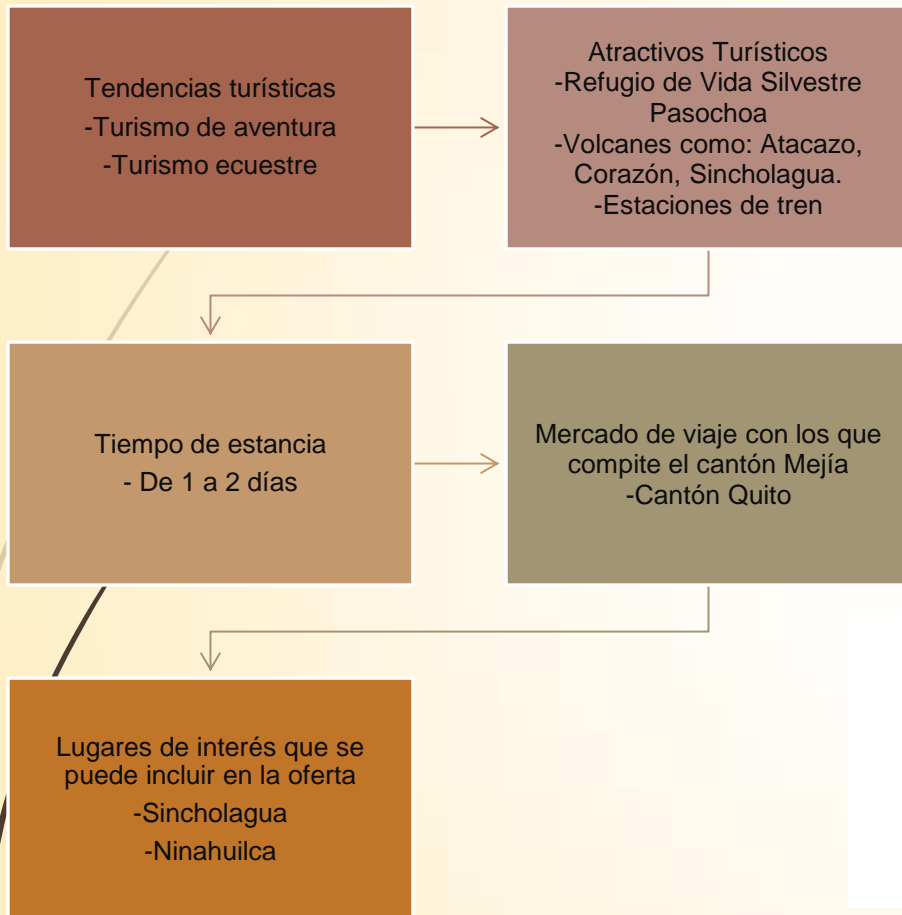 Tendencias turísticas
-Turismo de aventura
-Turismo ecuestre
Atractivos Turísticos
-Refugio de Vida Silvestre
Pasochoa
-Volcanes como: Atacazo,
Corazón, Sincholagua.
-Estaciones de tren
Tiempo de estancia
- De 1 a 2 días
Mercado de viaje con los que
compite el cantón Mejía
-Cantón Quito
Lugares de interés que se
puede incluir en la oferta
-Sincholagua
-Ninahuilca